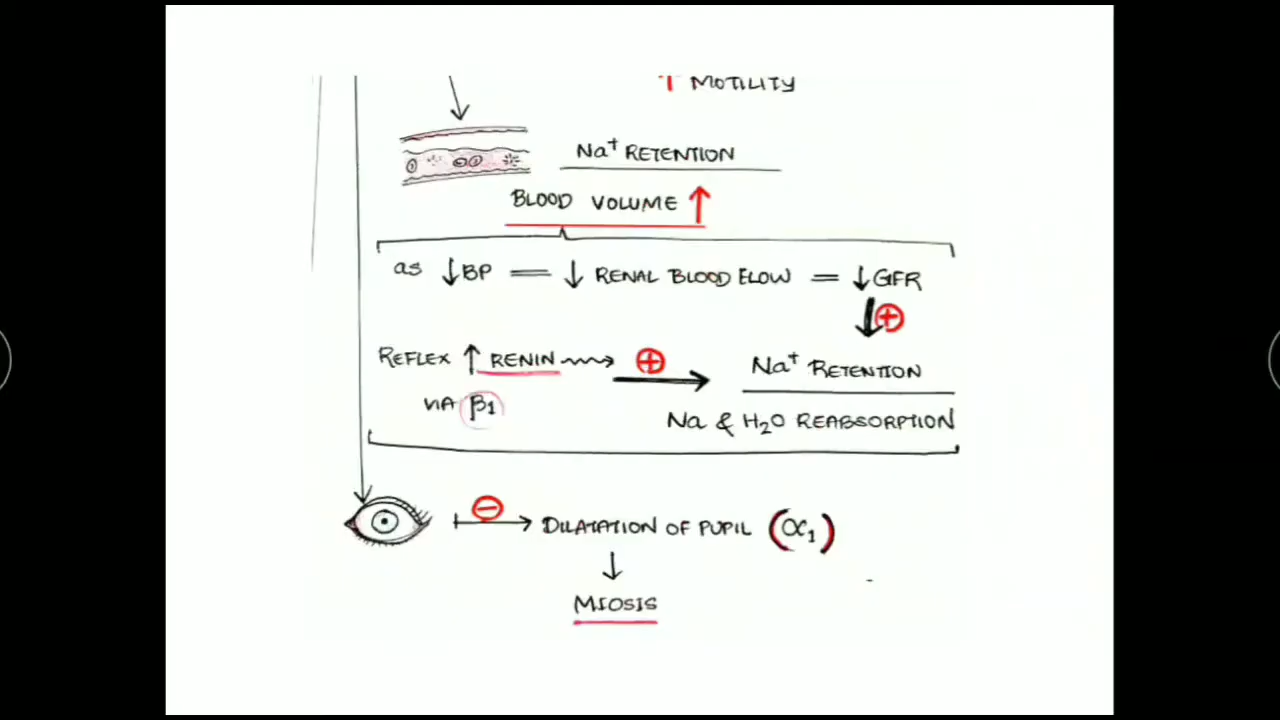 ↑ MOTILITY
Na⁺ RETENTION
BLOOD VOLUME ↑
as ↓BP = ↓ RENAL BLOOD FLOW = ↓ GFR
⊕
REFLEX ↑ RENIN → ⊕ Na⁺ RETENTION
VIA β1
Na & H₂O REABSORPTION
⊖ → DILATATION OF PUPIL (α₁)
↓
MIOSIS